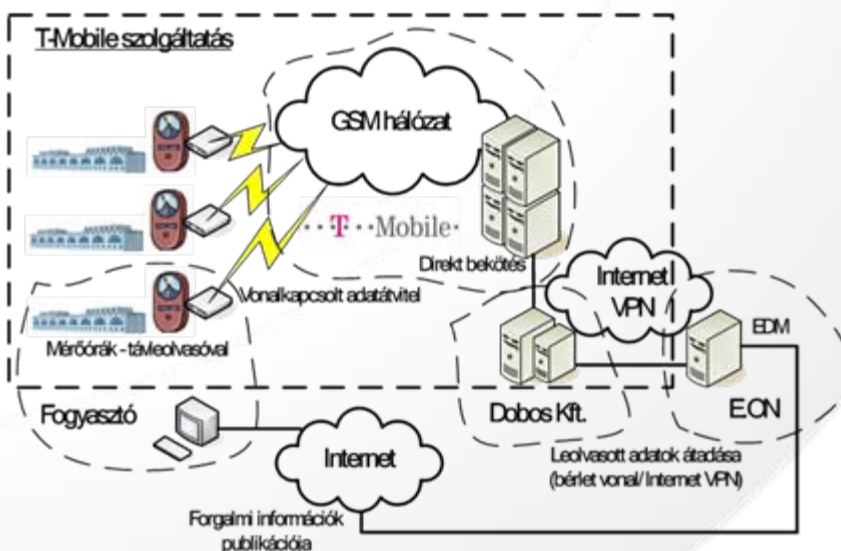 T-Mobile szolgáltatás
GSM hálózat
T Mobile
Direkt bekötés
Internet
VPN
Vonalkapcsolt adatátvitel
Mérőórák - távleolvasóval
EDM
Fogyasztó
Dobos Kft.
E.ON
Internet
Leolvasott adatok átadása
(bérlet vonal/ Internet VPN)
Forgalmi információk
publikációja